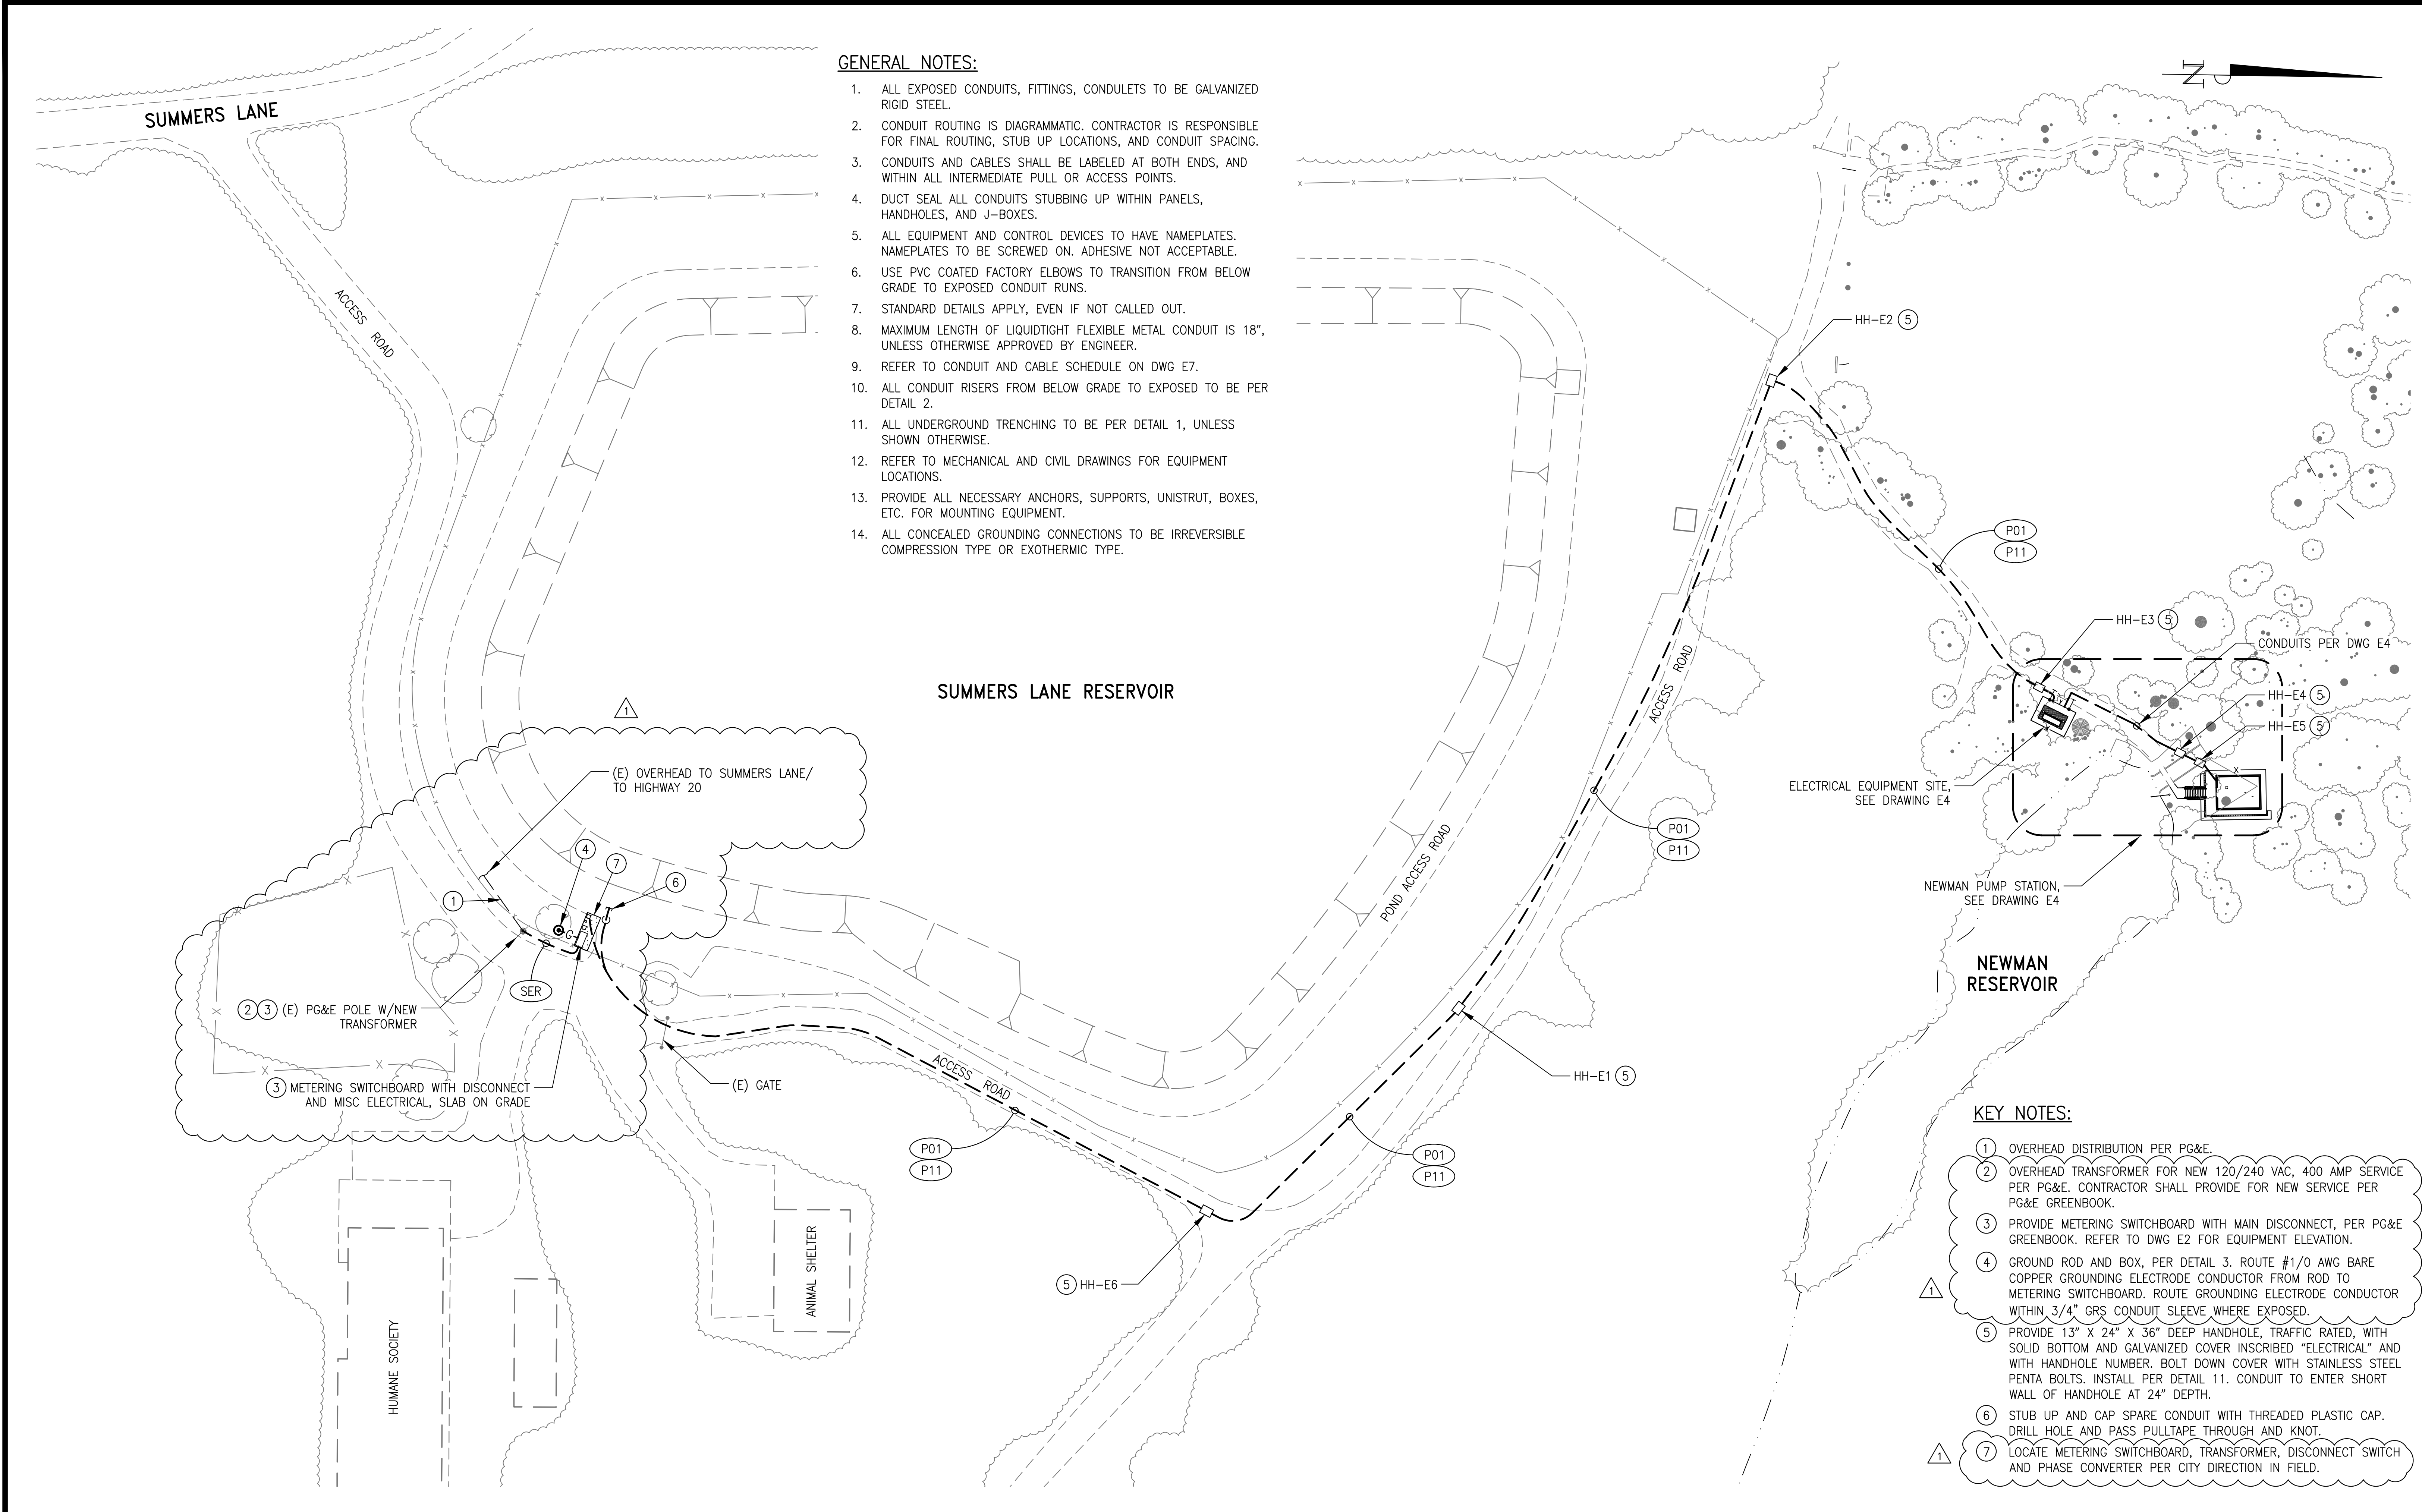 GENERAL NOTES:
1. ALL EXPOSED CONDUITS, FITTINGS, CONDULETS TO BE GALVANIZED
RIGID STEEL.
2. CONDUIT ROUTING IS DIAGRAMMATIC. CONTRACTOR IS RESPONSIBLE
FOR FINAL ROUTING, STUB UP LOCATIONS, AND CONDUIT SPACING.
3. CONDUITS AND CABLES SHALL BE LABELED AT BOTH ENDS, AND
WITHIN ALL INTERMEDIATE PULL OR ACCESS POINTS.
4. DUCT SEAL ALL CONDUITS STUBBING UP WITHIN PANELS,
HANDHOLES, AND J-BOXES.
5. ALL EQUIPMENT AND CONTROL DEVICES TO HAVE NAMEPLATES.
NAMEPLATES TO BE SCREWED ON. ADHESIVE NOT ACCEPTABLE.
6. USE PVC COATED FACTORY ELBOWS TO TRANSITION FROM BELOW
GRADE TO EXPOSED CONDUIT RUNS.
7. STANDARD DETAILS APPLY, EVEN IF NOT CALLED OUT.
8. MAXIMUM LENGTH OF LIQUIDTIGHT FLEXIBLE METAL CONDUIT IS 18",
UNLESS OTHERWISE APPROVED BY ENGINEER.
9. REFER TO CONDUIT AND CABLE SCHEDULE ON DWG E7.
10. ALL CONDUIT RISERS FROM BELOW GRADE TO EXPOSED TO BE PER
DETAIL 2.
11. ALL UNDERGROUND TRENCHING TO BE PER DETAIL 1, UNLESS
SHOWN OTHERWISE.
12. REFER TO MECHANICAL AND CIVIL DRAWINGS FOR EQUIPMENT
LOCATIONS.
13. PROVIDE ALL NECESSARY ANCHORS, SUPPORTS, UNISTRUT, BOXES,
ETC. FOR MOUNTING EQUIPMENT.
14. ALL CONCEALED GROUNDING CONNECTIONS TO BE IRREVERSIBLE
COMPRESSION TYPE OR EXOTHERMIC TYPE.
N
SUMMERS LANE
ACCESS ROAD
HH-E2 5
P01
P11
HH-E3 5
CONDUITS PER DWG E4
HH-E4 5
HH-E5 5
ACCESS ROAD
SUMMERS LANE RESERVOIR
1
(E) OVERHEAD TO SUMMERS LANE/
TO HIGHWAY 20
ELECTRICAL EQUIPMENT SITE,
SEE DRAWING E4
P01
P11
POND ACCESS ROAD
4
7
6
1
G
NEWMAN PUMP STATION,
SEE DRAWING E4
SER
NEWMAN
RESERVOIR
2 3 (E) PG&E POLE W/NEW
TRANSFORMER
3 METERING SWITCHBOARD WITH DISCONNECT
AND MISC ELECTRICAL, SLAB ON GRADE
(E) GATE
ACCESS ROAD
HH-E1 5
P01
P11
P01
P11
5 HH-E6
ANIMAL SHELTER
HUMANE SOCIETY
KEY NOTES:
1 OVERHEAD DISTRIBUTION PER PG&E.
2 OVERHEAD TRANSFORMER FOR NEW 120/240 VAC, 400 AMP SERVICE
PER PG&E. CONTRACTOR SHALL PROVIDE FOR NEW SERVICE PER
PG&E GREENBOOK.
3 PROVIDE METERING SWITCHBOARD WITH MAIN DISCONNECT, PER PG&E
GREENBOOK. REFER TO DWG E2 FOR EQUIPMENT ELEVATION.
4 GROUND ROD AND BOX, PER DETAIL 3. ROUTE #1/0 AWG BARE
COPPER GROUNDING ELECTRODE CONDUCTOR FROM ROD TO
1 METERING SWITCHBOARD. ROUTE GROUNDING ELECTRODE CONDUCTOR
WITHIN 3/4" GRS CONDUIT SLEEVE WHERE EXPOSED.
5 PROVIDE 13" X 24" X 36" DEEP HANDHOLE, TRAFFIC RATED, WITH
SOLID BOTTOM AND GALVANIZED COVER INSCRIBED "ELECTRICAL" AND
WITH HANDHOLE NUMBER. BOLT DOWN COVER WITH STAINLESS STEEL
PENTA BOLTS. INSTALL PER DETAIL 11. CONDUIT TO ENTER SHORT
WALL OF HANDHOLE AT 24" DEPTH.
6 STUB UP AND CAP SPARE CONDUIT WITH THREADED PLASTIC CAP.
DRILL HOLE AND PASS PULLTAPE THROUGH AND KNOT.
1 7 LOCATE METERING SWITCHBOARD, TRANSFORMER, DISCONNECT SWITCH
AND PHASE CONVERTER PER CITY DIRECTION IN FIELD.